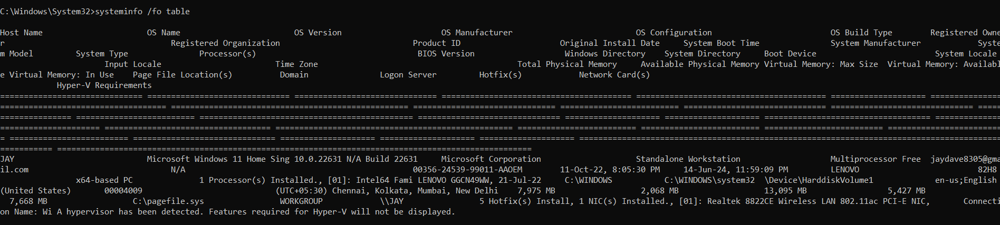 C:\Windows\System32>systeminfo /fo table
Host Name                      OS Name                        OS Version                     OS Manufacturer                          OS Configuration                         OS Build Type        Registered Owne
r                                   Registered Organization                            Product ID                     Original Install Date     System Boot Time               System Manufacturer            Syste
m Model         System Type               Processor(s)                                  BIOS Version                   Windows Directory    System Directory     Boot Device                         System Locale
                      Input Locale                        Time Zone                                          Total Physical Memory     Available Physical Memory Virtual Memory: Max Size  Virtual Memory: Availabl
e Virtual Memory: In Use    Page File Location(s)          Domain                Logon Server         Hotfix(s)            Network Card(s)
            Hyper-V Requirements
============================== ============================== ============================== ======================================== ======================================== ==================== ===============
=================================== ================================================== ============================== ========================= ============================== ============================== =====
=============== ========================= ============================================= ============================== ==================== ==================== =================================== ===============
===================== =================================== ================================================== ========================= ========================= ========================= ========================
= ========================= ============================= ==================== ==================== ==================== =========================================================================================
=========== ====================================================================================================
JAY                            Microsoft Windows 11 Home Sing 10.0.22631 N/A Build 22631     Microsoft Corporation                    Standalone Workstation                   Multiprocessor Free  jaydave8305@gma
il.com                              N/A                                                00356-24539-99011-AAOEM        11-Oct-22, 8:05:30 PM     14-Jun-24, 11:59:09 PM         LENOVO                         82H8
                x64-based PC              1 Processor(s) Installed., [01]: Intel64 Fami LENOVO GGCN49WW, 21-Jul-22     C:\WINDOWS           C:\WINDOWS\system32  \Device\HarddiskVolume1             en-us;English
(United States)       00004009                            (UTC+05:30) Chennai, Kolkata, Mumbai, New Delhi    7,975 MB                  2,068 MB                  13,095 MB                 5,427 MB
  7,668 MB                  C:\pagefile.sys                WORKGROUP            \\JAY                5 Hotfix(s) Install, 1 NIC(s) Installed., [01]: Realtek 8822CE Wireless LAN 802.11ac PCI-E NIC,       Connecti
on Name: Wi A hypervisor has been detected. Features required for Hyper-V will not be displayed.